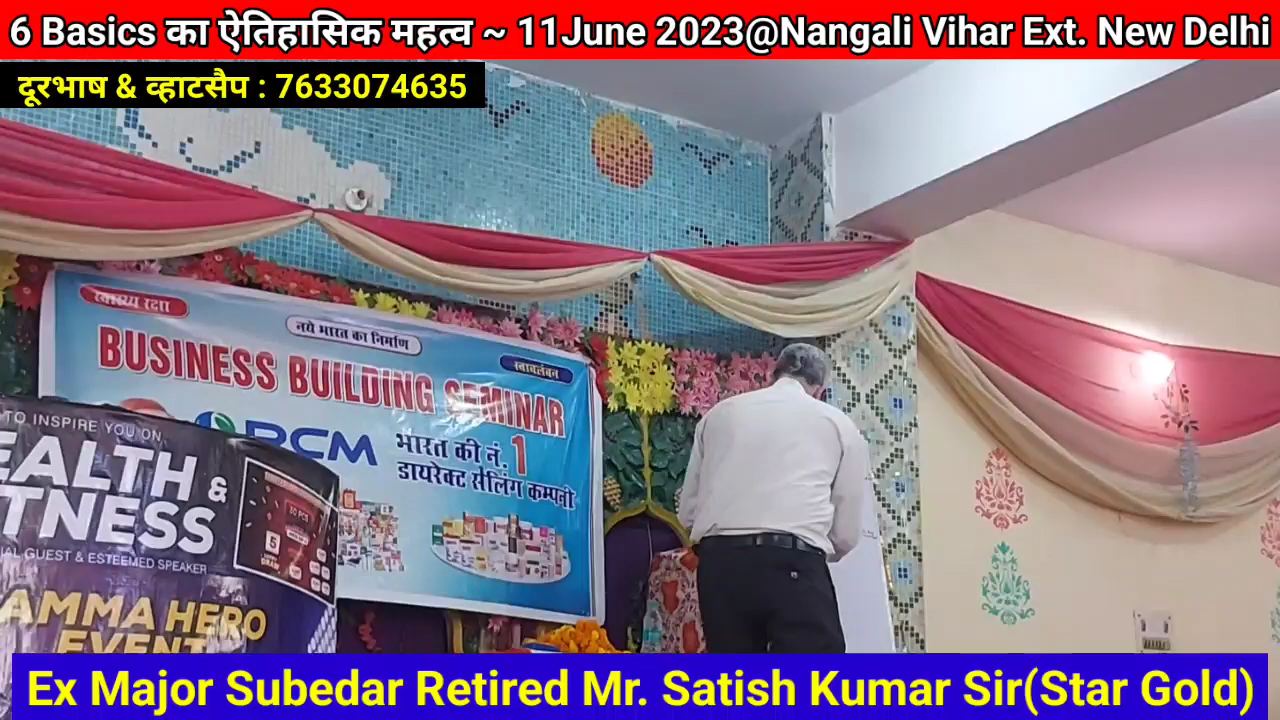 6 Basics का ऐतिहासिक महत्व ~ 11June 2023@Nangali Vihar Ext. New Delhi
दूरभाष & व्हाटसैप : 7633074635
स्वास्थ्य रक्षा
नये भारत का निर्माण
स्वावलंबन
BUSINESS BUILDING SEMINAR
RCM
भारत की नं. 1
डायरेक्ट सेलिंग कम्पनी
TO INSPIRE YOU ON
EALTH &
TNESS
IAL GUEST & ESTEEMED SPEAKER
AMMA HERO
EVENT
Ex Major Subedar Retired Mr. Satish Kumar Sir(Star Gold)